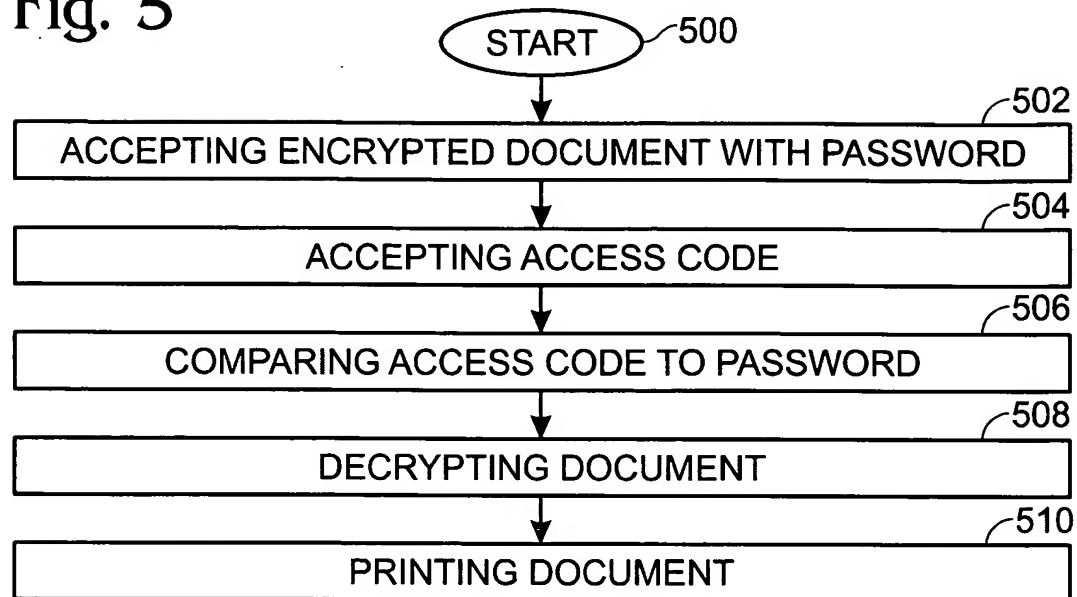 Fig. 5
START 500
502
ACCEPTING ENCRYPTED DOCUMENT WITH PASSWORD
504
ACCEPTING ACCESS CODE
506
COMPARING ACCESS CODE TO PASSWORD
508
DECRYPTING DOCUMENT
510
PRINTING DOCUMENT